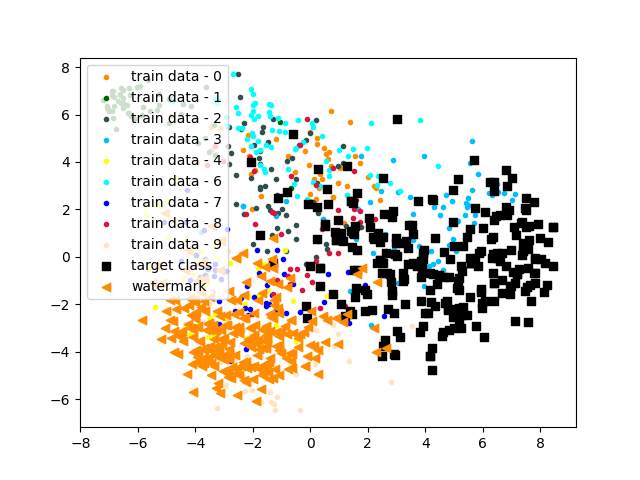 8
6
4
2
0
−2
−4
−6
−8
−6
−4
−2
0
2
4
6
8
train data - 0
train data - 1
train data - 2
train data - 3
train data - 4
train data - 6
train data - 7
train data - 8
train data - 9
target class
watermark